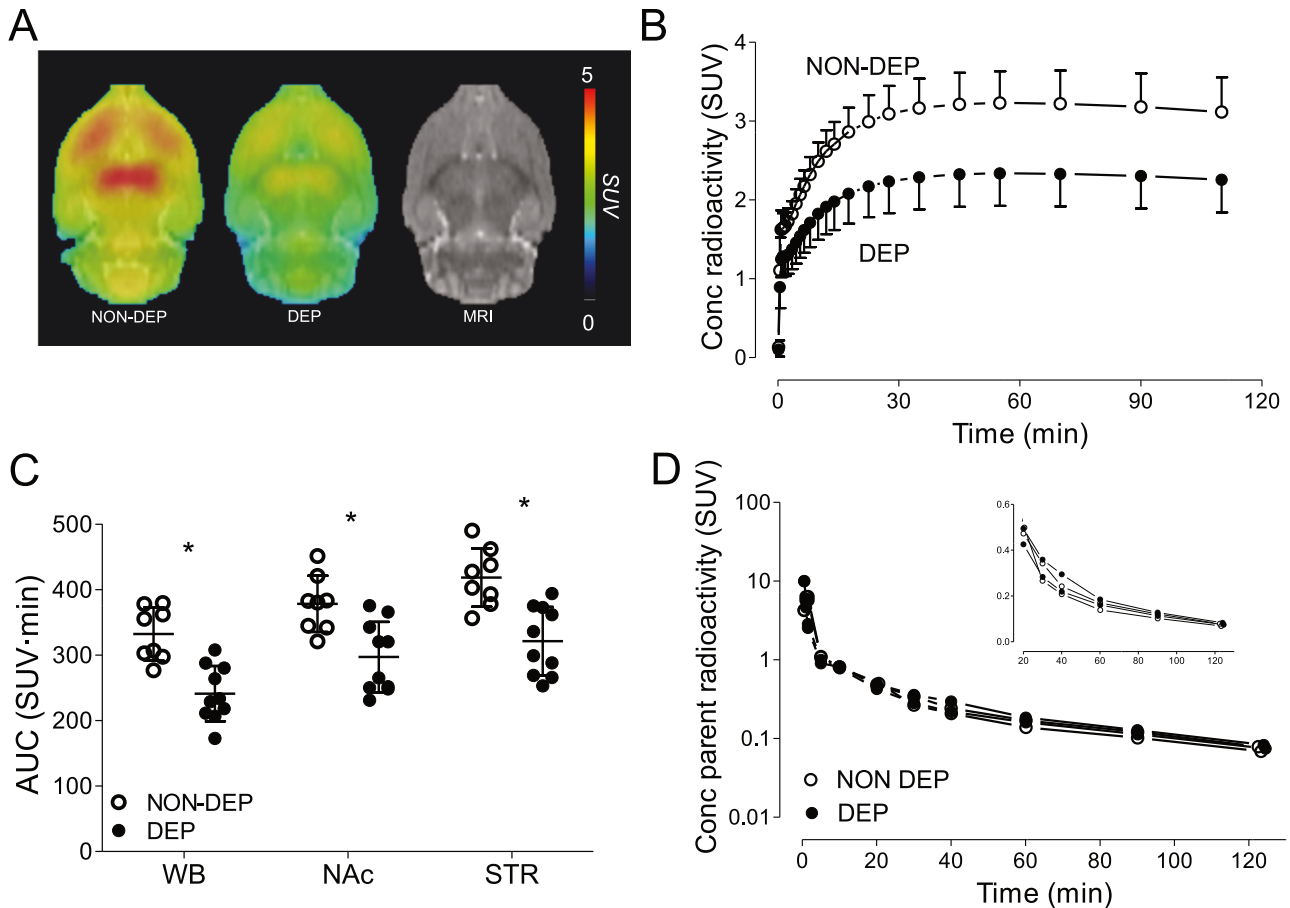 A
5
SUV
0
NON-DEP DEP MRI
B
Conc radioactivity (SUV)
4
3
2
1
0
NON-DEP
DEP
0 30 60 90 120
Time (min)
C
AUC (SUV·min)
500
400
300
200
100
0
*
*
*
NON-DEP
DEP
WB NAc STR
D
Conc parent radioactivity (SUV)
100
10
1
0.1
0.01
0.6
0.4
0.2
0.0
20 40 60 80 100 120
NON DEP
DEP
0 20 40 60 80 100 120
Time (min)